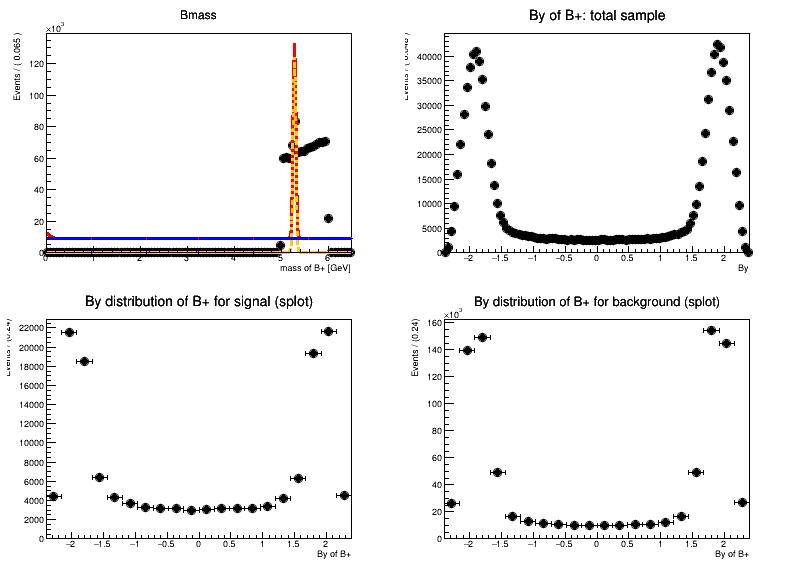 Bmass
×10³
Events / ( 0.065 )
120
100
80
60
40
20
0
0 1 2 3 4 5 6
mass of B+ [GeV]
By of B+: total sample
Events / ( 0.048 )
40000
35000
30000
25000
20000
15000
10000
5000
0
−2 −1.5 −1 −0.5 0 0.5 1 1.5 2
By
By distribution of B+ for signal (splot)
Events / (0.24)
22000
20000
18000
16000
14000
12000
10000
8000
6000
4000
2000
0
−2 −1.5 −1 −0.5 0 0.5 1 1.5 2
By of B+
By distribution of B+ for background (splot)
×10³
Events / (0.24)
160
140
120
100
80
60
40
20
0
−2 −1.5 −1 −0.5 0 0.5 1 1.5 2
By of B+